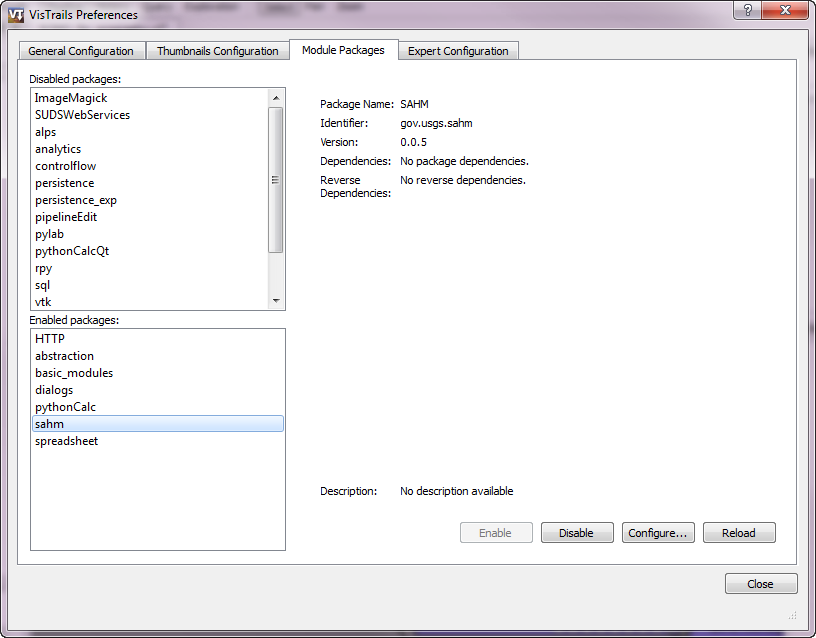 VT VisTrails Preferences
?
General Configuration Thumbnails Configuration Module Packages Expert Configuration
Disabled packages:
ImageMagick
SUDSWebServices
alps
analytics
controlflow
persistence
persistence_exp
pipelineEdit
pylab
pythonCalcQt
rpy
sql
vtk
Enabled packages:
HTTP
abstraction
basic_modules
dialogs
pythonCalc
sahm
spreadsheet
Package Name: SAHM
Identifier: gov.usgs.sahm
Version: 0.0.5
Dependencies: No package dependencies.
Reverse No reverse dependencies.
Dependencies:
Description: No description available
Enable Disable Configure... Reload
Close